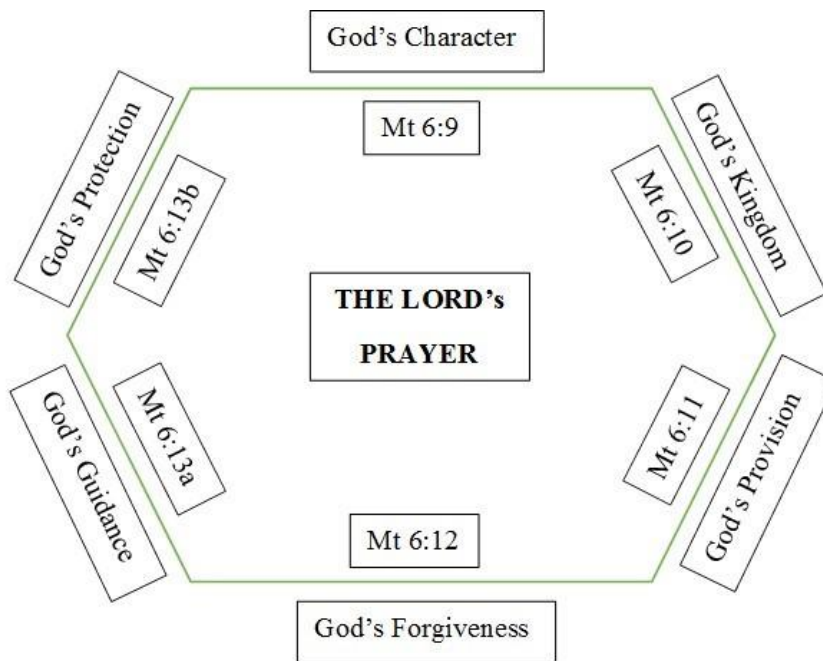 God’s Character
Mt 6:9
God’s Kingdom
Mt 6:10
God’s Provision
Mt 6:11
God’s Forgiveness
Mt 6:12
God’s Guidance
Mt 6:13a
God’s Protection
Mt 6:13b
THE LORD’s
PRAYER